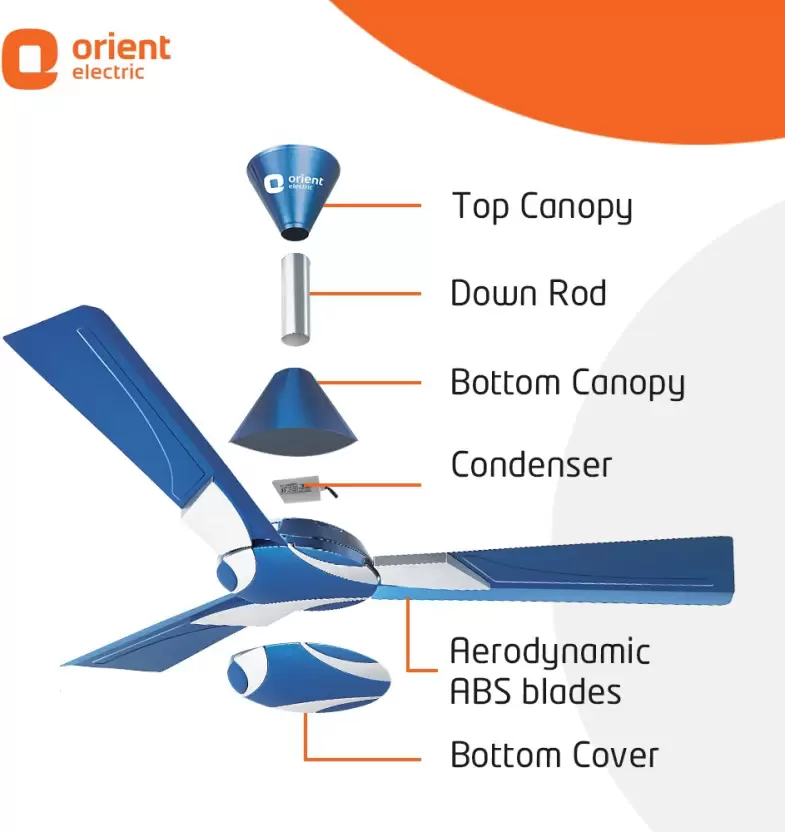 orient
electric
orient
electric
Top Canopy
Down Rod
Bottom Canopy
Condenser
Aerodynamic
ABS blades
Bottom Cover